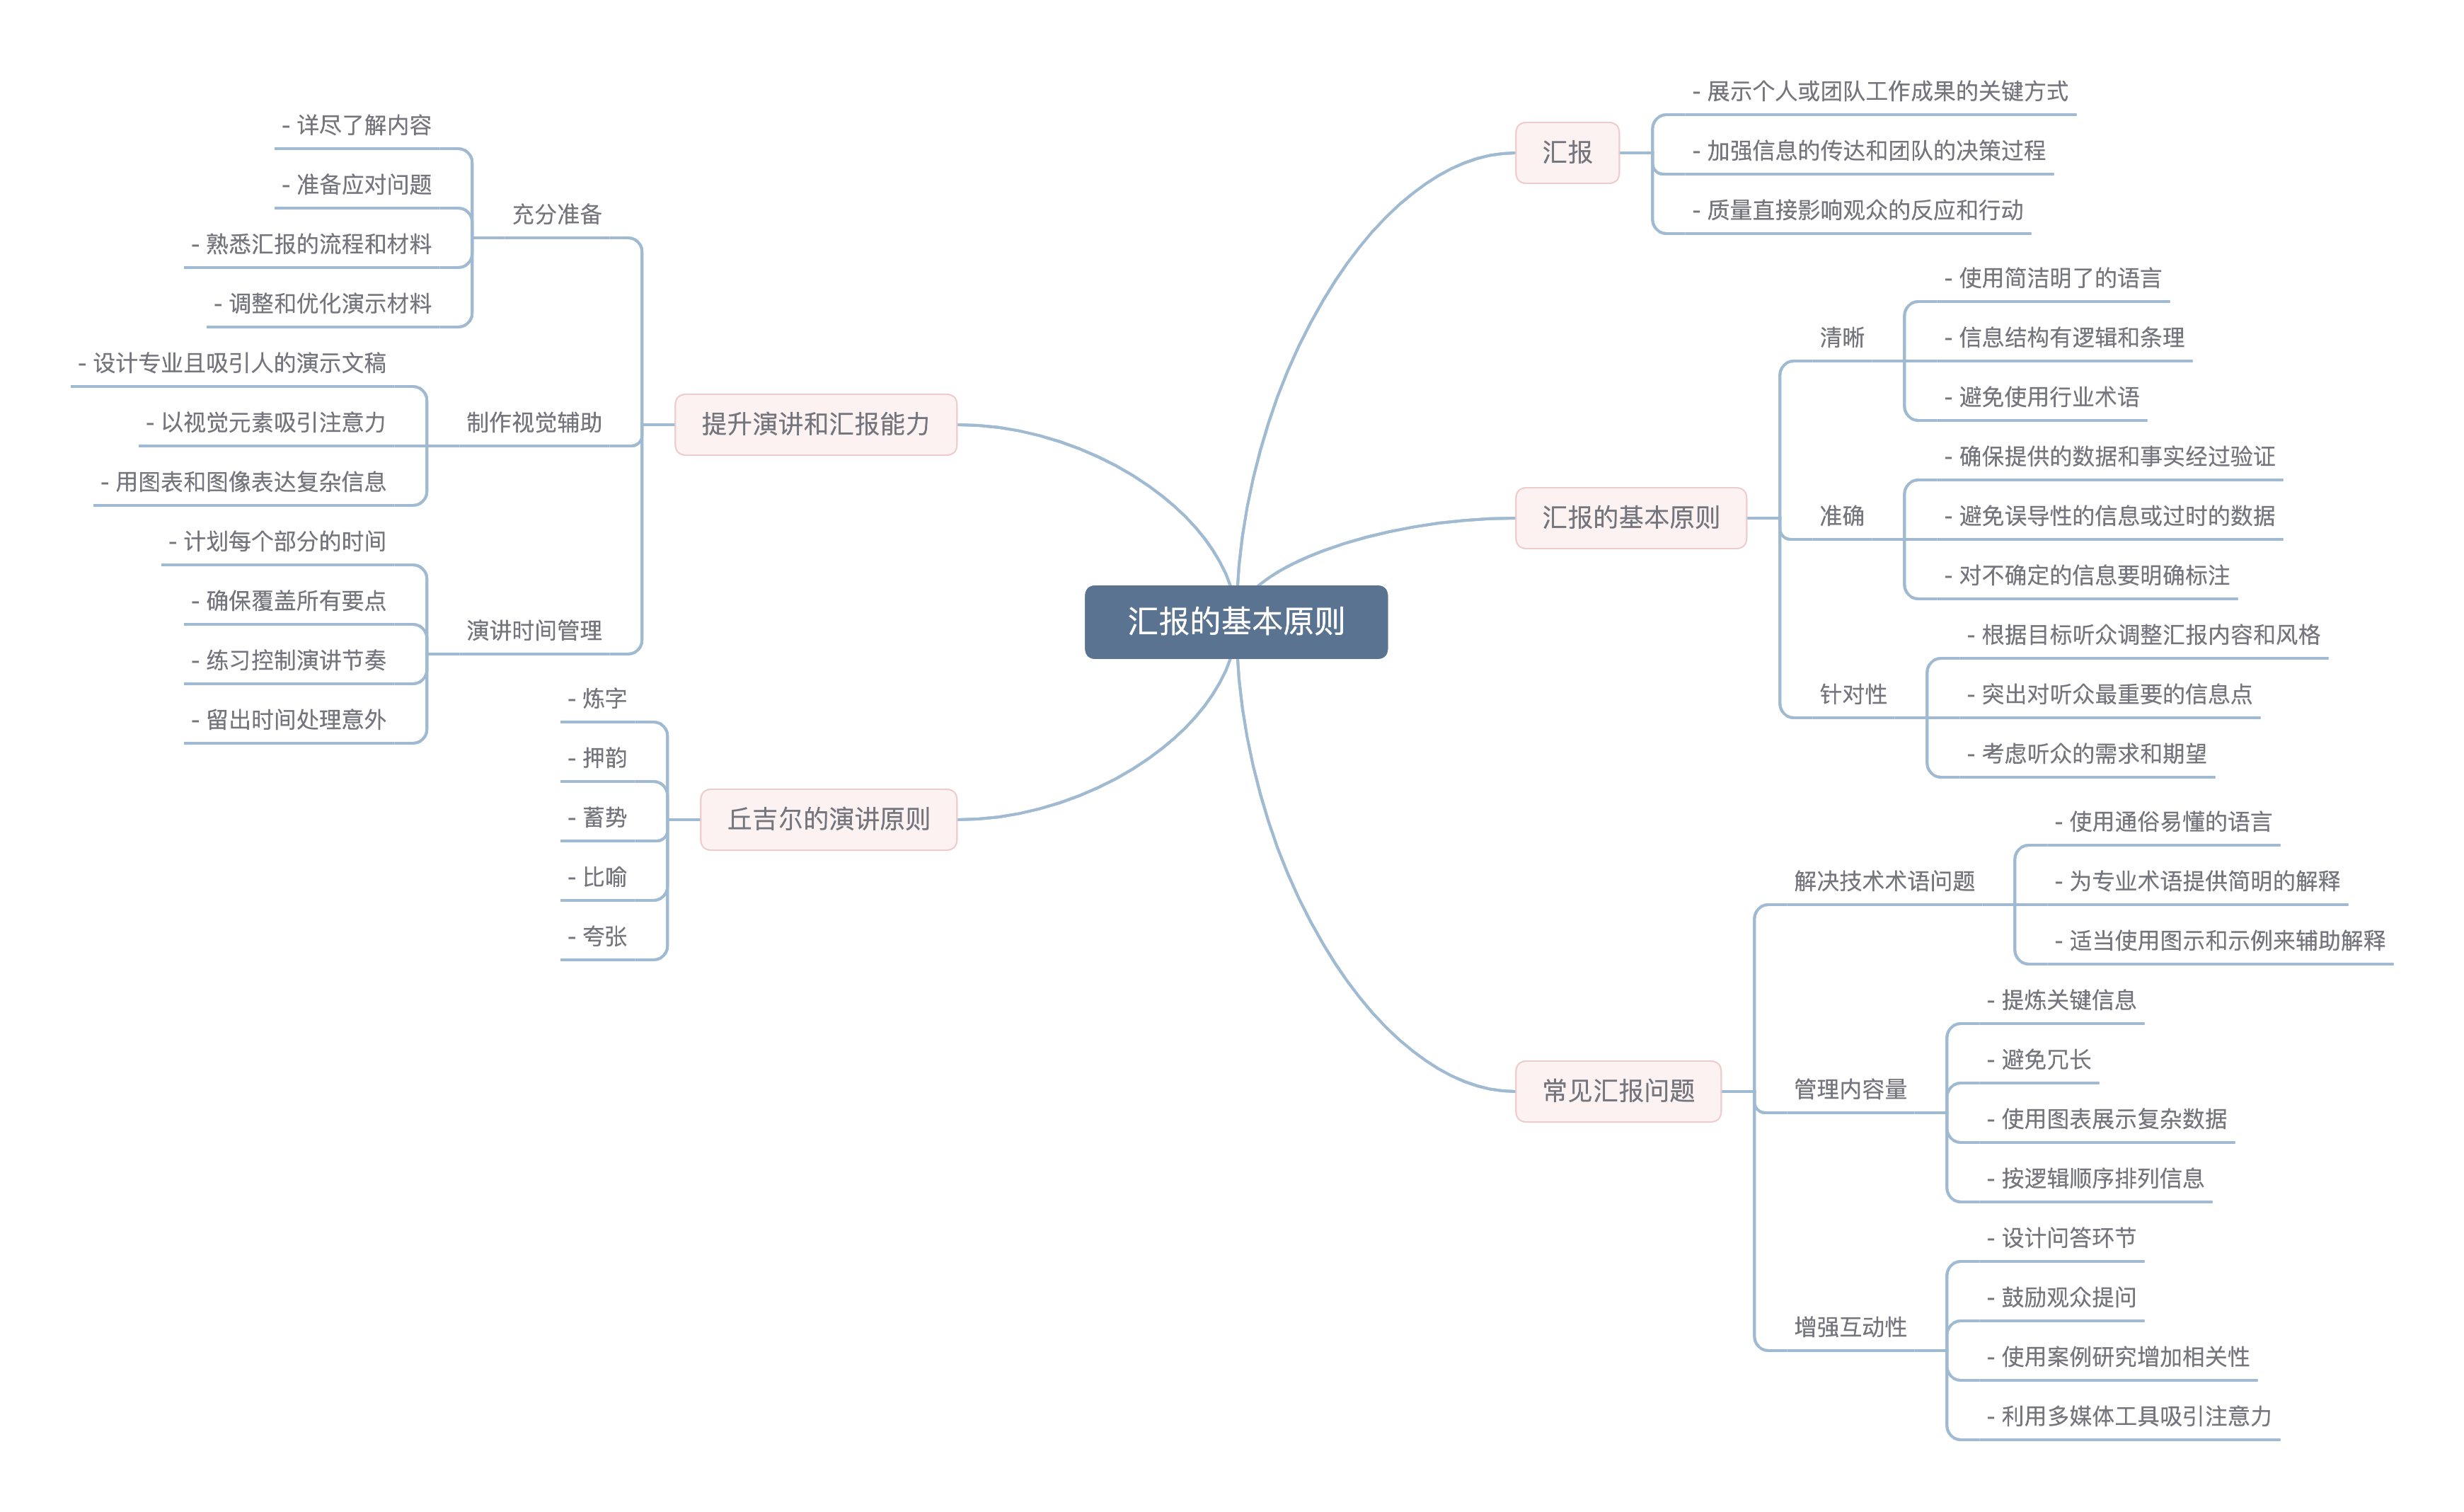 汇报的基本原则
汇报
- 展示个人或团队工作成果的关键方式
- 加强信息的传达和团队的决策过程
- 质量直接影响观众的反应和行动
汇报的基本原则
清晰
- 使用简洁明了的语言
- 信息结构有逻辑和条理
- 避免使用行业术语
准确
- 确保提供的数据和事实经过验证
- 避免误导性的信息或过时的数据
- 对不确定的信息要明确标注
针对性
- 根据目标听众调整汇报内容和风格
- 突出对听众最重要的信息点
- 考虑听众的需求和期望
常见汇报问题
解决技术术语问题
- 使用通俗易懂的语言
- 为专业术语提供简明的解释
- 适当使用图示和示例来辅助解释
管理内容量
- 提炼关键信息
- 避免冗长
- 使用图表展示复杂数据
- 按逻辑顺序排列信息
增强互动性
- 设计问答环节
- 鼓励观众提问
- 使用案例研究增加相关性
- 利用多媒体工具吸引注意力
提升演讲和汇报能力
充分准备
- 详尽了解内容
- 准备应对问题
- 熟悉汇报的流程和材料
- 调整和优化演示材料
制作视觉辅助
- 设计专业且吸引人的演示文稿
- 以视觉元素吸引注意力
- 用图表和图像表达复杂信息
演讲时间管理
- 计划每个部分的时间
- 确保覆盖所有要点
- 练习控制演讲节奏
- 留出时间处理意外
丘吉尔的演讲原则
- 炼字
- 押韵
- 蓄势
- 比喻
- 夸张